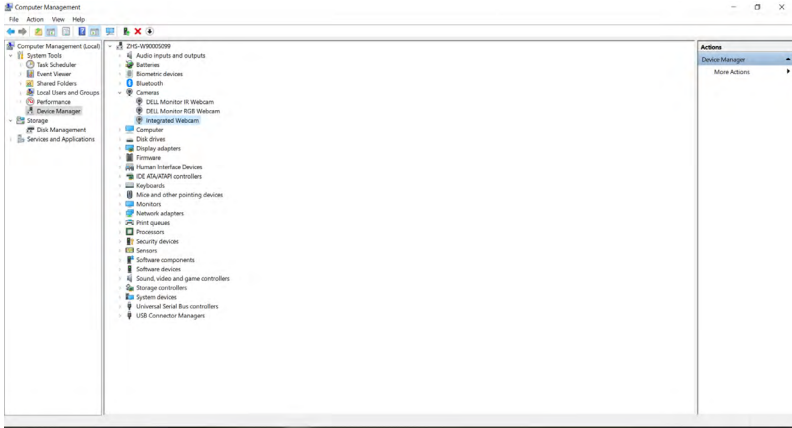 Computer Management
File Action View Help
Computer Management (Local)
System Tools
Task Scheduler
Event Viewer
Shared Folders
Local Users and Groups
Performance
Device Manager
Storage
Disk Management
Services and Applications
ZHS-W90005099
Audio inputs and outputs
Batteries
Biometric devices
Bluetooth
Cameras
DELL Monitor IR Webcam
DELL Monitor RGB Webcam
Integrated Webcam
Computer
Disk drives
Display adapters
Firmware
Human Interface Devices
IDE ATA/ATAPI controllers
Keyboards
Mice and other pointing devices
Monitors
Network adapters
Print queues
Processors
Security devices
Sensors
Software components
Software devices
Sound, video and game controllers
Storage controllers
System devices
Universal Serial Bus controllers
USB Connector Managers
Actions
Device Manager
More Actions